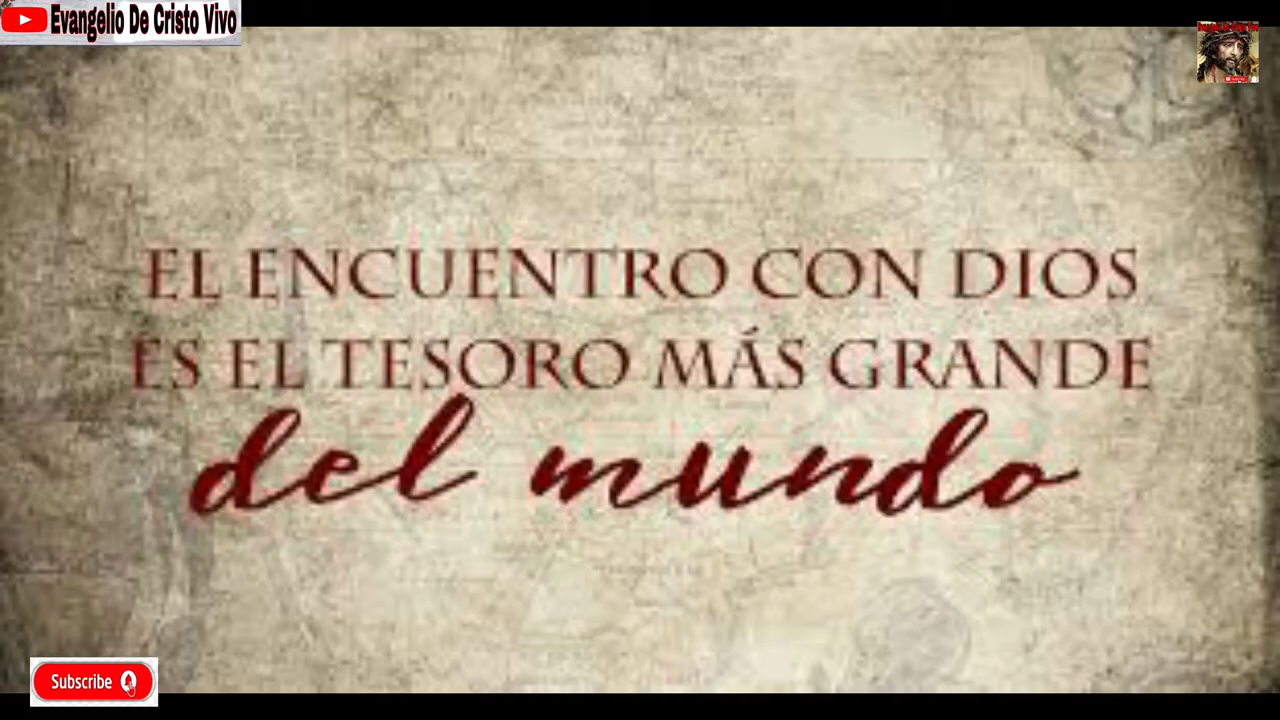 Evangelio De Cristo Vivo
EL ENCUENTRO CON DIOS
ES EL TESORO MÁS GRANDE
del mundo
Subscribe